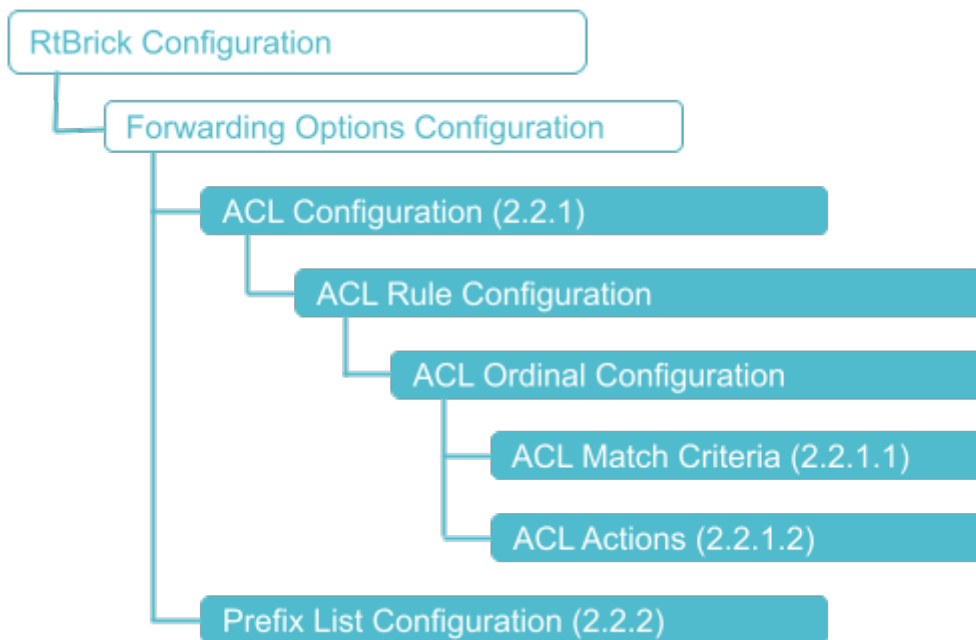 RtBrick Configuration
Forwarding Options Configuration
ACL Configuration (2.2.1)
ACL Rule Configuration
ACL Ordinal Configuration
ACL Match Criteria (2.2.1.1)
ACL Actions (2.2.1.2)
Prefix List Configuration (2.2.2)